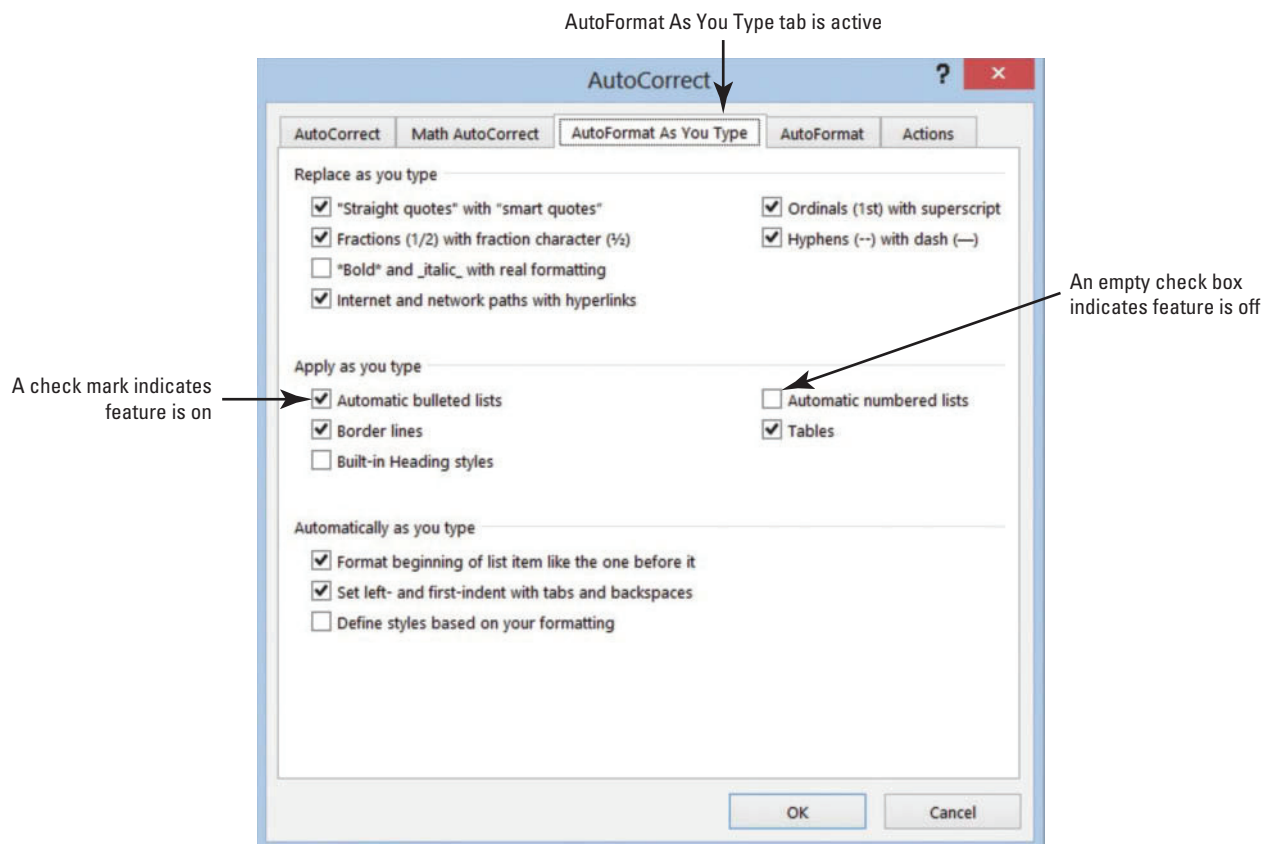 AutoFormat As You Type tab is active
AutoCorrect
?
×
AutoCorrect
Math AutoCorrect
AutoFormat As You Type
AutoFormat
Actions
Replace as you type
"Straight quotes" with “smart quotes”
Ordinals (1st) with superscript
Fractions (1/2) with fraction character (½)
Hyphens (--) with dash (—)
*Bold* and _italic_ with real formatting
Internet and network paths with hyperlinks
An empty check box
indicates feature is off
Apply as you type
A check mark indicates
feature is on
Automatic bulleted lists
Automatic numbered lists
Border lines
Tables
Built-in Heading styles
Automatically as you type
Format beginning of list item like the one before it
Set left- and first-indent with tabs and backspaces
Define styles based on your formatting
OK
Cancel